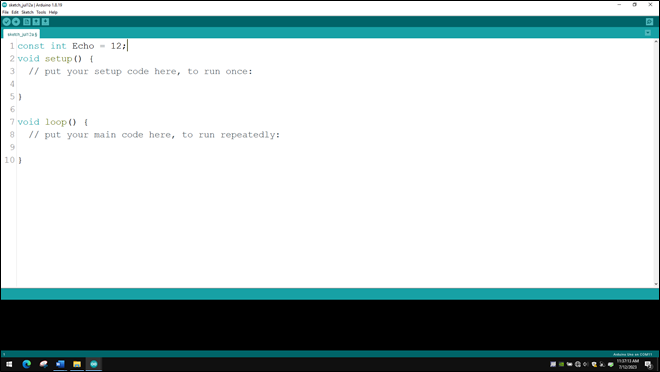 sketch_jul12a | Arduino 1.8.19
File Edit Sketch Tools Help
sketch_jul12a §
1 const int Echo = 12;
2 void setup() {
3 // put your setup code here, to run once:
4
5 }
6
7 void loop() {
8 // put your main code here, to run repeatedly:
9
10 }
Arduino Uno on COM11
11:37:13 AM
7/12/2023